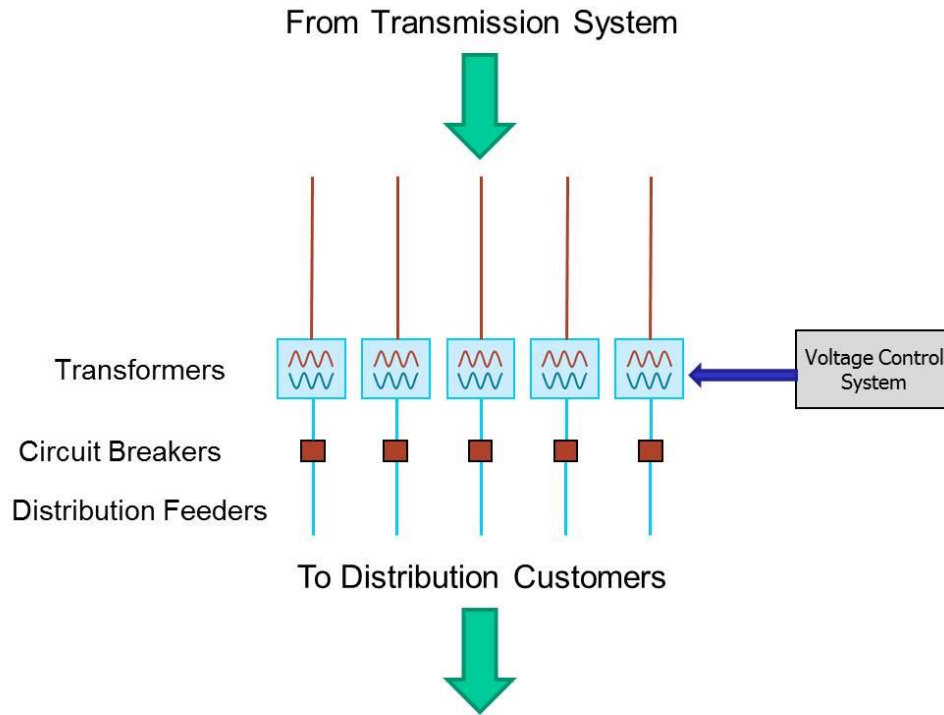 From Transmission System
Transformers
Voltage Control
System
Circuit Breakers
Distribution Feeders
To Distribution Customers